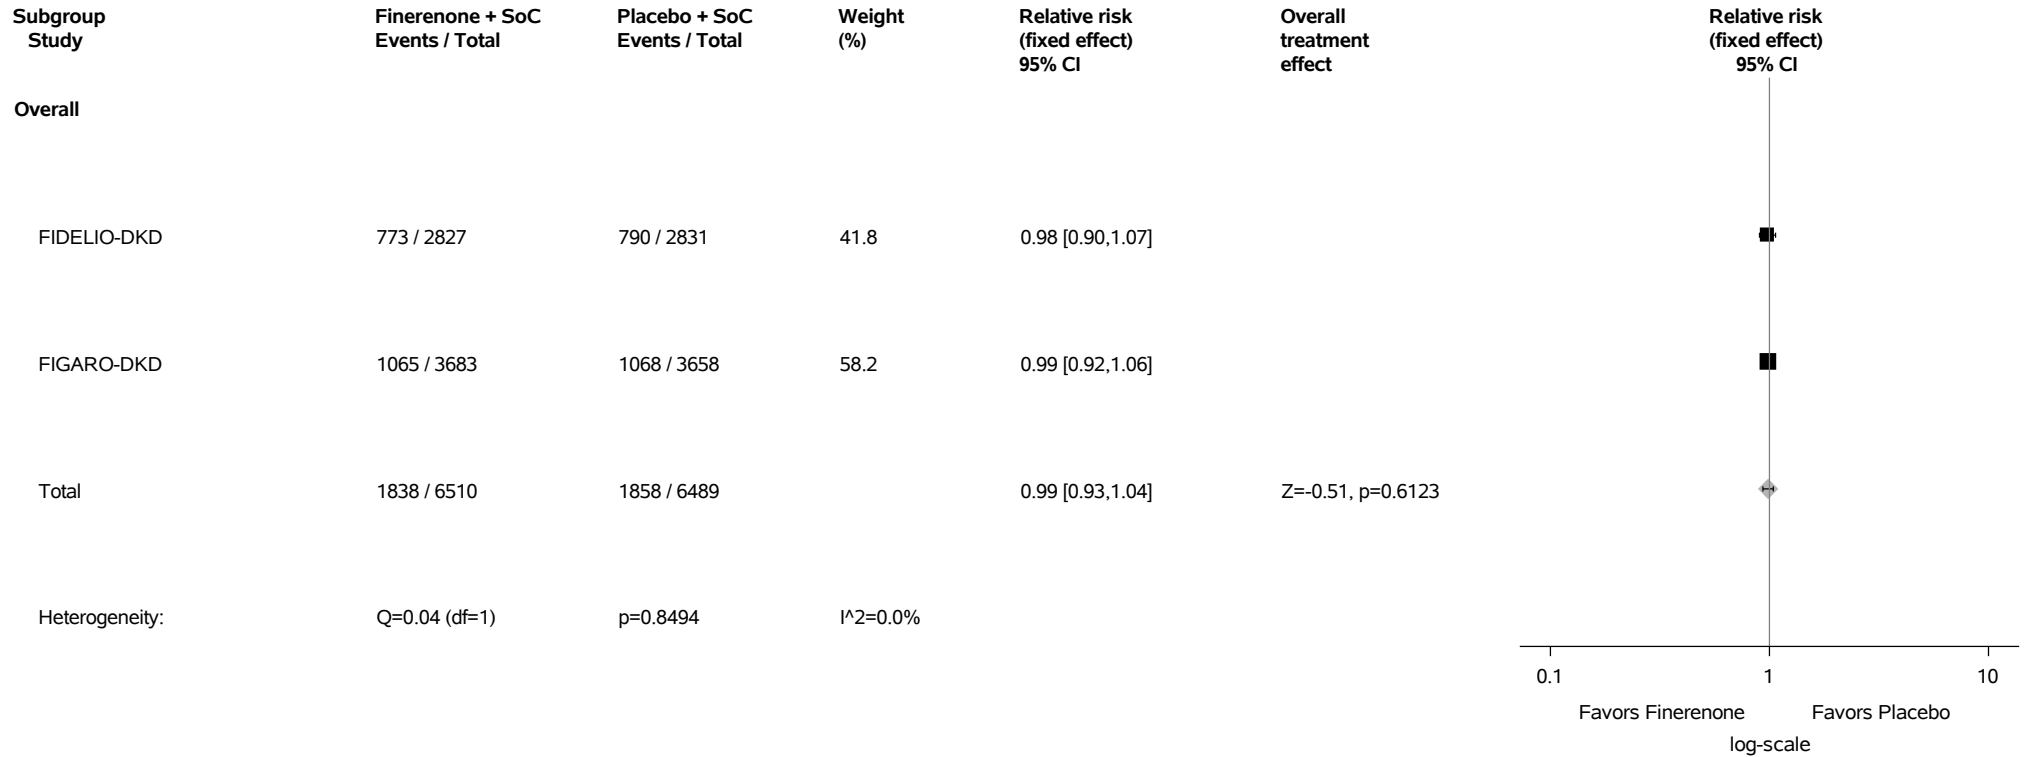 Subgroup Finerenone + SoC Placebo + SoC Weight Relative risk Overall Relative risk
Study Events / Total Events / Total (%) (fixed effect) treatment (fixed effect)
95% CI effect 95% CI
Overall
FIDELIO-DKD 773 / 2827 790 / 2831 41.8 0.98 [0.90,1.07]
FIGARO-DKD 1065 / 3683 1068 / 3658 58.2 0.99 [0.92,1.06]
Total 1838 / 6510 1858 / 6489 0.99 [0.93,1.04] Z=-0.51, p=0.6123
Heterogeneity: Q=0.04 (df=1) p=0.8494 I^2=0.0%
0.1 1 10
Favors Finerenone Favors Placebo
log-scale